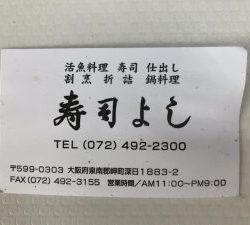 活魚料理 寿司 仕出し
割烹 折詰 鍋料理
寿司よし
TEL (072) 492-2300
〒599-0303 大阪府泉南郡岬町深日1883-2
FAX (072) 492-3155 営業時間/AM11:00~PM9:00